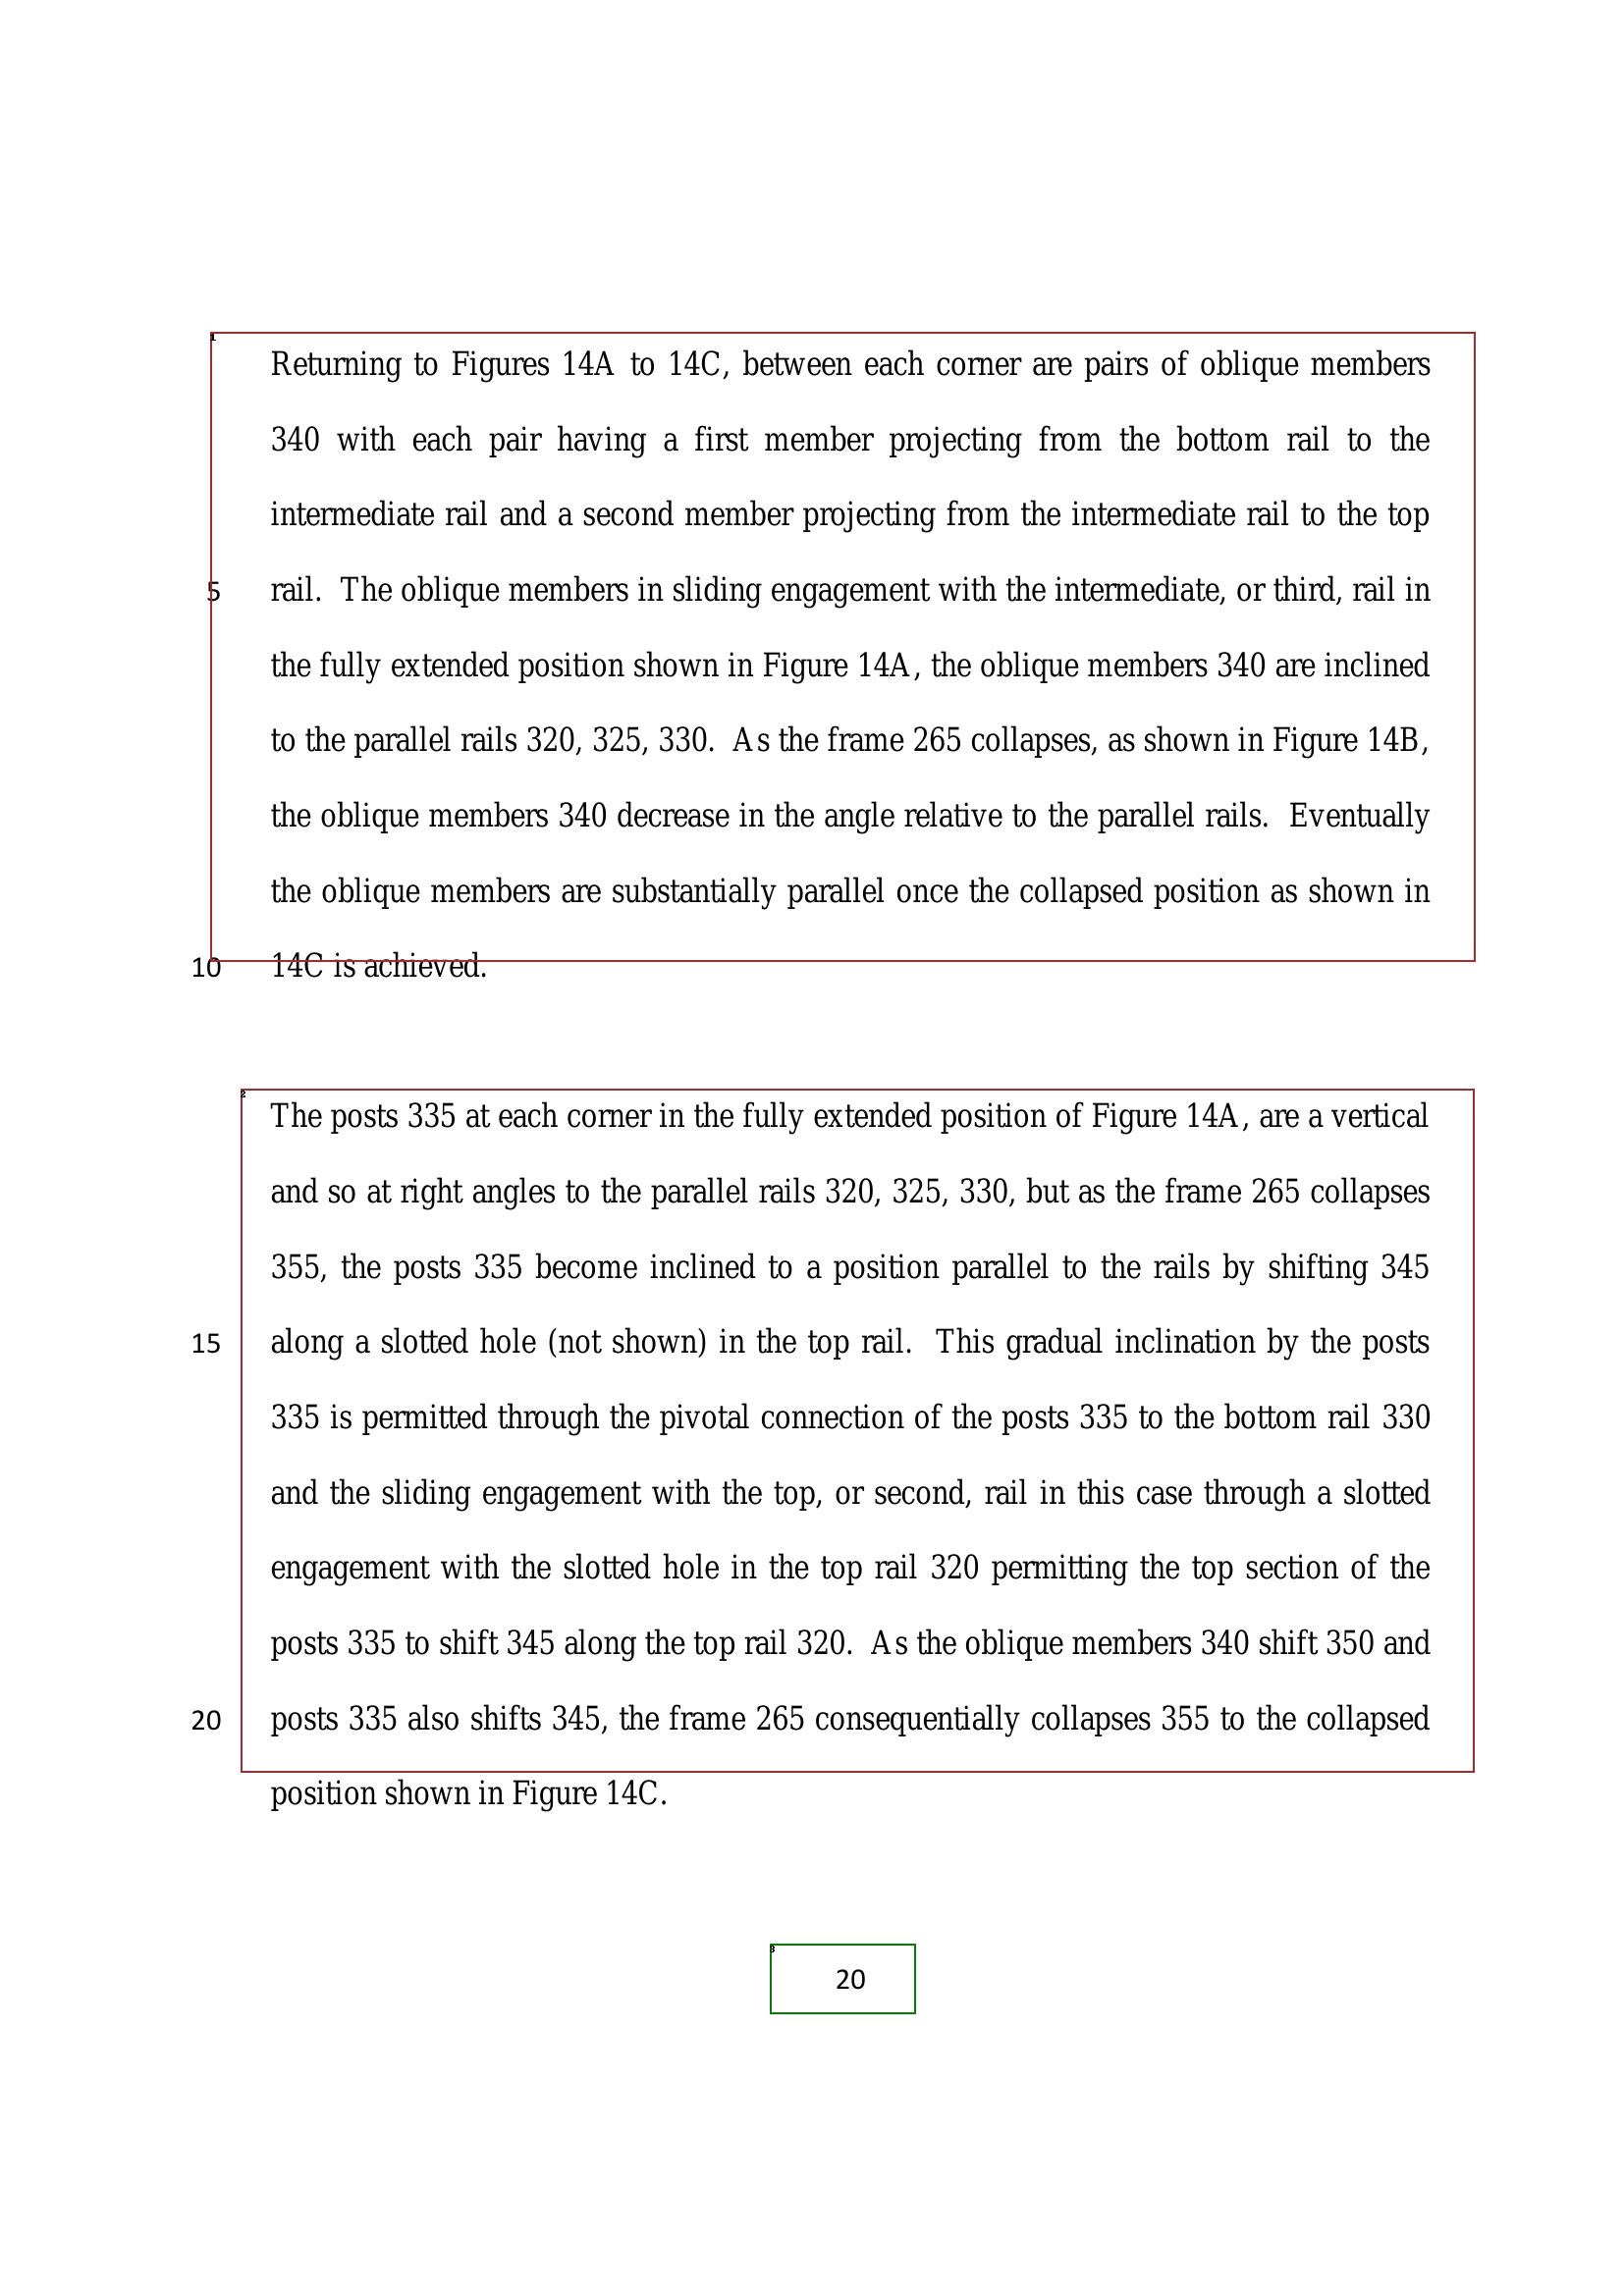 1
Returning to Figures 14A to 14C, between each corner are pairs of oblique members
340 with each pair having a first member projecting from the bottom rail to the
intermediate rail and a second member projecting from the intermediate rail to the top
5 rail. The oblique members in sliding engagement with the intermediate, or third, rail in
the fully extended position shown in Figure 14A, the oblique members 340 are inclined
to the parallel rails 320, 325, 330. As the frame 265 collapses, as shown in Figure 14B,
the oblique members 340 decrease in the angle relative to the parallel rails. Eventually
the oblique members are substantially parallel once the collapsed position as shown in
10 14C is achieved.
2
The posts 335 at each corner in the fully extended position of Figure 14A, are a vertical
and so at right angles to the parallel rails 320, 325, 330, but as the frame 265 collapses
355, the posts 335 become inclined to a position parallel to the rails by shifting 345
15 along a slotted hole (not shown) in the top rail. This gradual inclination by the posts
335 is permitted through the pivotal connection of the posts 335 to the bottom rail 330
and the sliding engagement with the top, or second, rail in this case through a slotted
engagement with the slotted hole in the top rail 320 permitting the top section of the
posts 335 to shift 345 along the top rail 320. As the oblique members 340 shift 350 and
20 posts 335 also shifts 345, the frame 265 consequentially collapses 355 to the collapsed
position shown in Figure 14C.
3
20